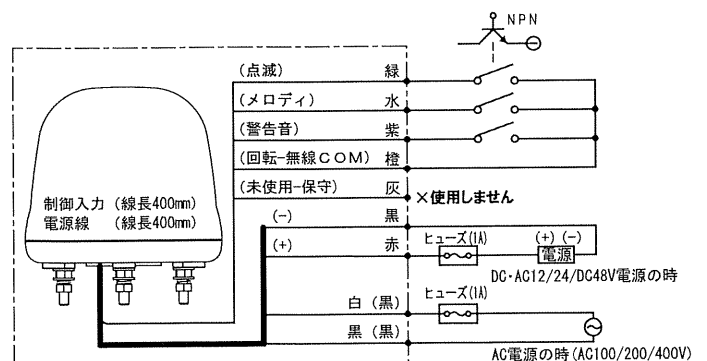 NPN
(点滅) 緑
(メロディ) 水
(警告音) 紫
(回転-無線COM) 橙
(未使用-保守) 灰 ×使用しません
制御入力 (線長400mm)
電源線 (線長400mm)
(-) 黒
(+) 赤 ヒューズ(1A) (+) (-)
電源
DC・AC12/24/DC48V電源の時
白 (黒) ヒューズ(1A)
黒 (黒)
AC電源の時(AC100/200/400V)